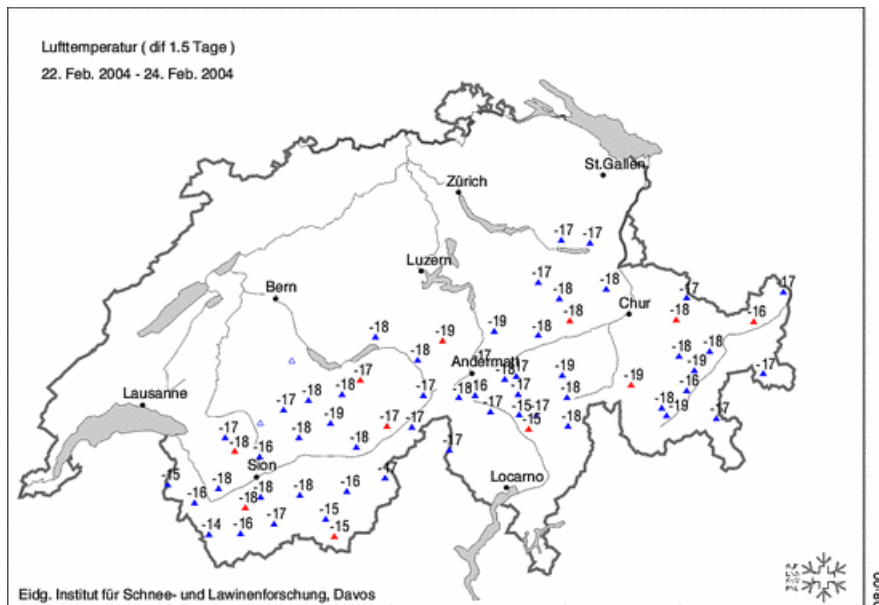 Lufttemperatur ( dif 1.5 Tage )
22. Feb. 2004 - 24. Feb. 2004
St.Gallen
Zürich
-17 -17
Luzern
-17 -18
Bern
-18
-17 -17
Chur
-18 -18 -16
-19
-18 -19 -18
-18 -17
Andermatt
-18 -18
-19 -17
-17
-18 -19
-18 -16
Lausanne
-18 -17 -18 -16 -17 -18
-17 -18 -19 -17 -17 -15 -17 -15 -18 -18 -19 -17
-18 -16 -18 -17
Sion
-15 -18 -17
-16 -18 -18 -18 -16
Locarno
-14 -16 -17 -15 -15
Eidg. Institut für Schnee- und Lawinenforschung, Davos